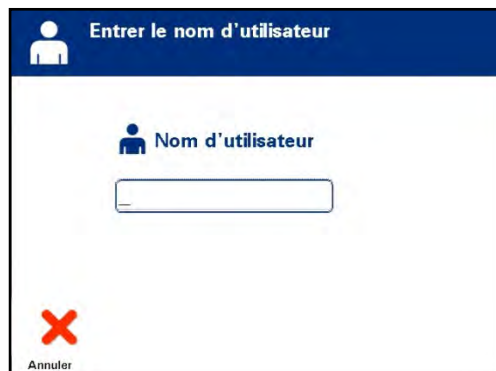 Entrer le nom d'utilisateur
Nom d'utilisateur
_
Annuler